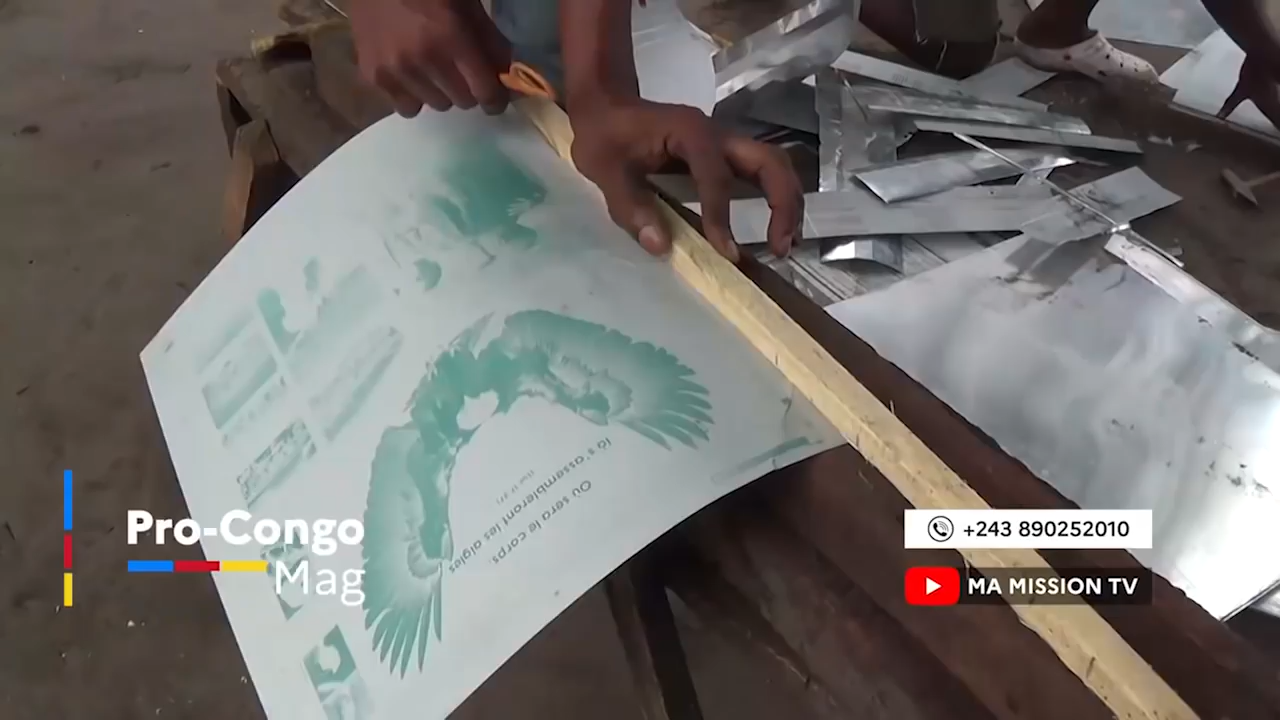 Où sera le corps
là s'assembleront les aigles
Pro-Congo
Mag
+243 890252010
MA MISSION TV